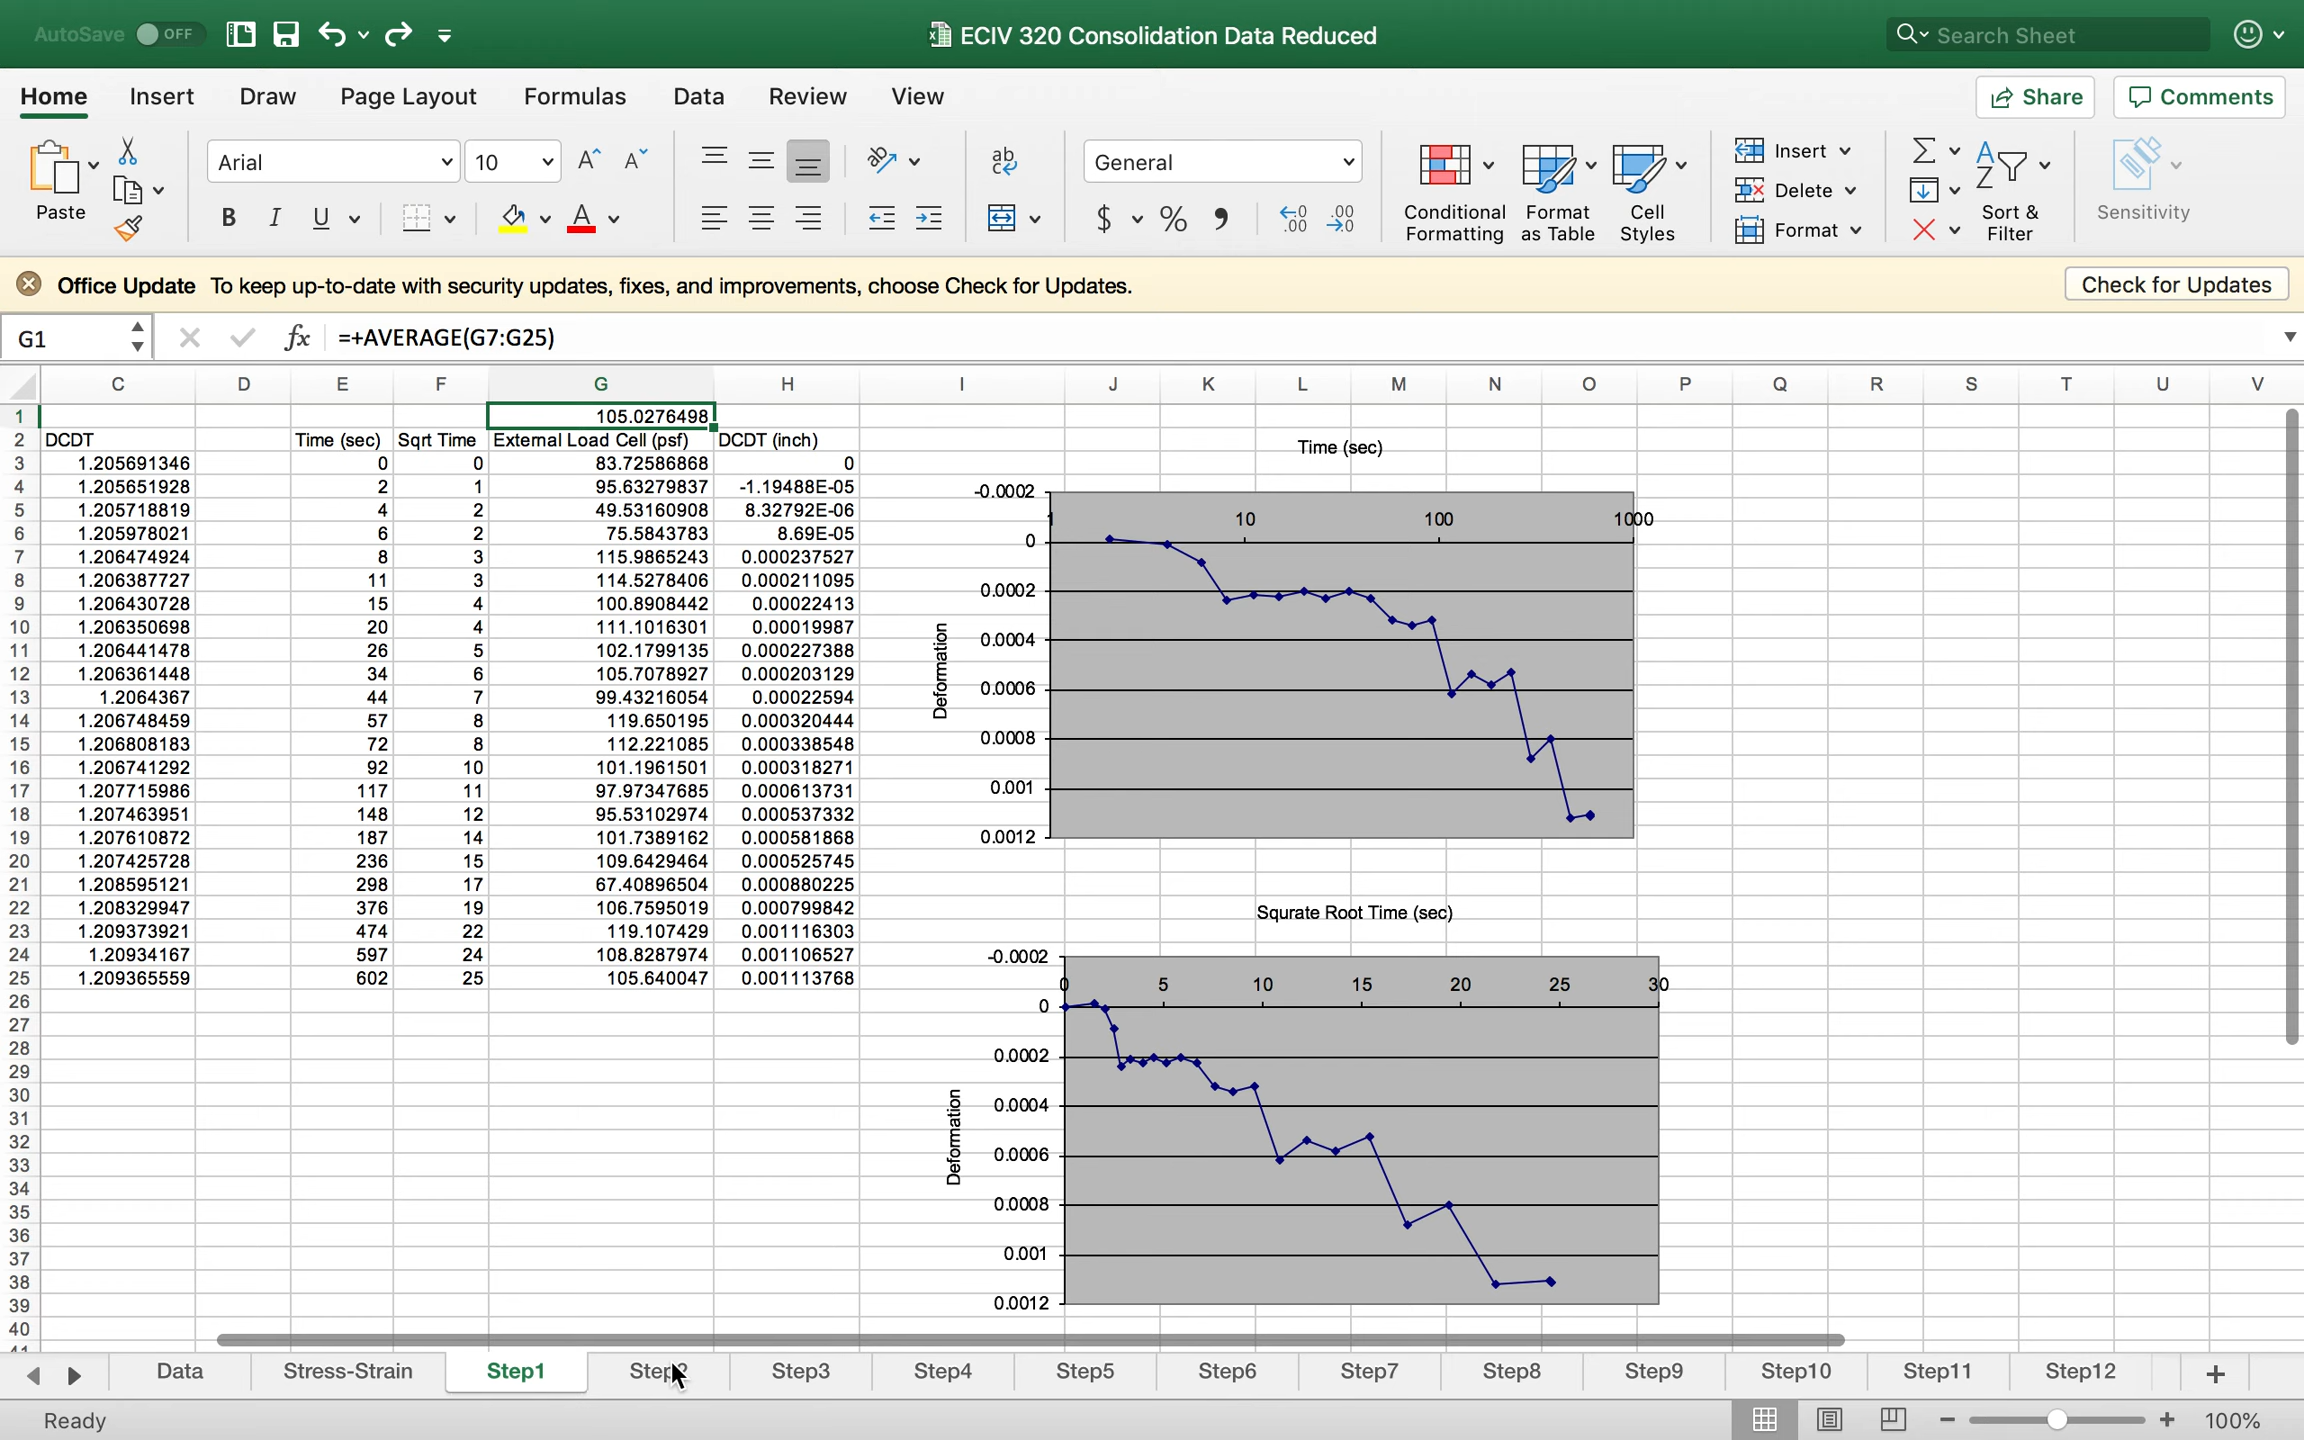 AutoSave OFF ECIV 320 Consolidation Data Reduced Search Sheet
Home Insert Draw Page Layout Formulas Data Review View Share Comments
Paste Arial 10 General Conditional Formatting Format as Table Cell Styles Insert Delete Format Sort & Filter Sensitivity
Office Update To keep up-to-date with security updates, fixes, and improvements, choose Check for Updates. Check for Updates
G1 fx =+AVERAGE(G7:G25)
C D E F G H I J K L M N O P Q R S T U V
1 105.0276498
2 DCDT Time (sec) Sqrt Time External Load Cell (psf) DCDT (inch)
3 1.205691346 0 0 83.72586868 0
4 1.205651928 2 1 95.63279837 -1.19488E-05
5 1.205718819 4 2 49.53160908 8.32792E-06
6 1.205978021 6 2 75.5843783 8.69E-05
7 1.206474924 8 3 115.9865243 0.000237527
8 1.206387727 11 3 114.5278406 0.000211095
9 1.206430728 15 4 100.8908442 0.00022413
10 1.206350698 20 4 111.1016301 0.00019987
11 1.206441478 26 5 102.1799135 0.000227388
12 1.206361448 34 6 105.7078927 0.000203129
13 1.2064367 44 7 99.43216054 0.00022594
14 1.206748459 57 8 119.650195 0.000320444
15 1.206808183 72 8 112.221085 0.000338548
16 1.206741292 92 10 101.1961501 0.000318271
17 1.207715986 117 11 97.97347685 0.000613731
18 1.207463951 148 12 95.53102974 0.000537332
19 1.207610872 187 14 101.7389162 0.000581868
20 1.207425728 236 15 109.6429464 0.000525745
21 1.208595121 298 17 67.40896504 0.000880225
22 1.208329947 376 19 106.7595019 0.000799842
23 1.209373921 474 22 119.107429 0.001116303
24 1.20934167 597 24 108.8287974 0.001106527
25 1.209365559 602 25 105.640047 0.001113768
26
27
28
29
30
31
32
33
34
35
36
37
38
39
40
Time (sec)
-0.0002
1 10 100 1000
0
0.0002
0.0004
Deformation
0.0006
0.0008
0.001
0.0012
Squrate Root Time (sec)
-0.0002
0 5 10 15 20 25 30
0
0.0002
0.0004
Deformation
0.0006
0.0008
0.001
0.0012
Data Stress-Strain Step1 Step2 Step3 Step4 Step5 Step6 Step7 Step8 Step9 Step10 Step11 Step12
Ready 100%